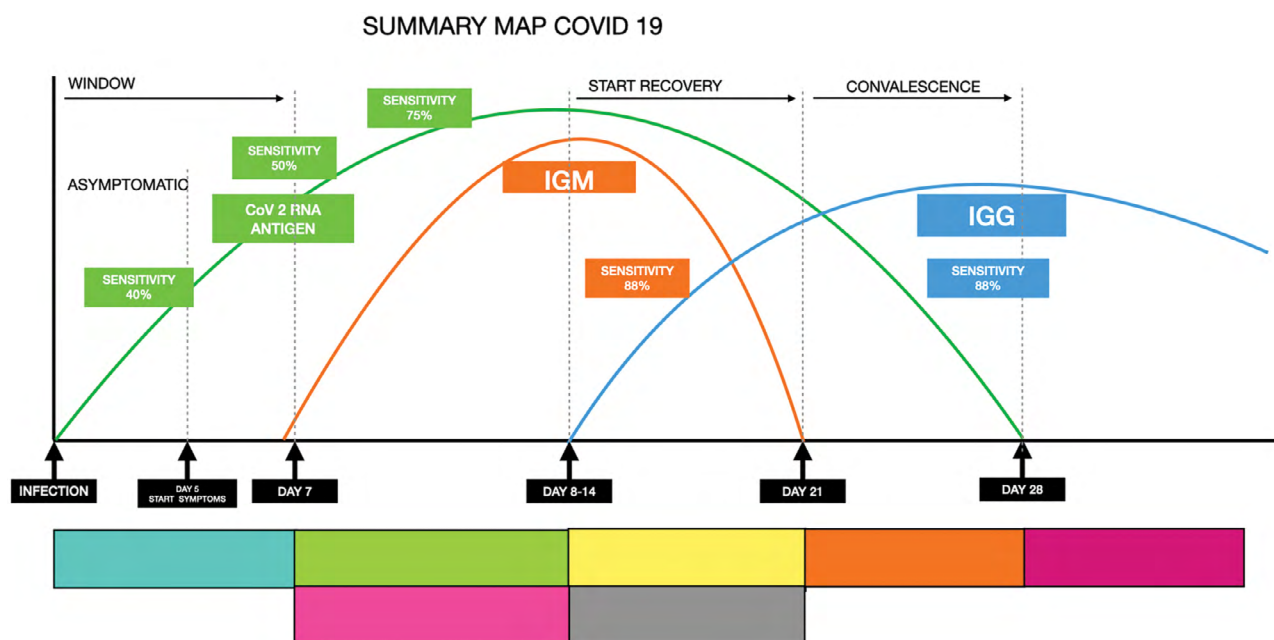 SUMMARY MAP COVID 19
WINDOW
START RECOVERY
CONVALESCENCE
SENSITIVITY
75%
SENSITIVITY
50%
ASYMPTOMATIC
CoV 2 RNA
ANTIGEN
IGM
IGG
SENSITIVITY
40%
SENSITIVITY
88%
SENSITIVITY
88%
INFECTION
DAY 5
START SYMPTOMS
DAY 7
DAY 8-14
DAY 21
DAY 28